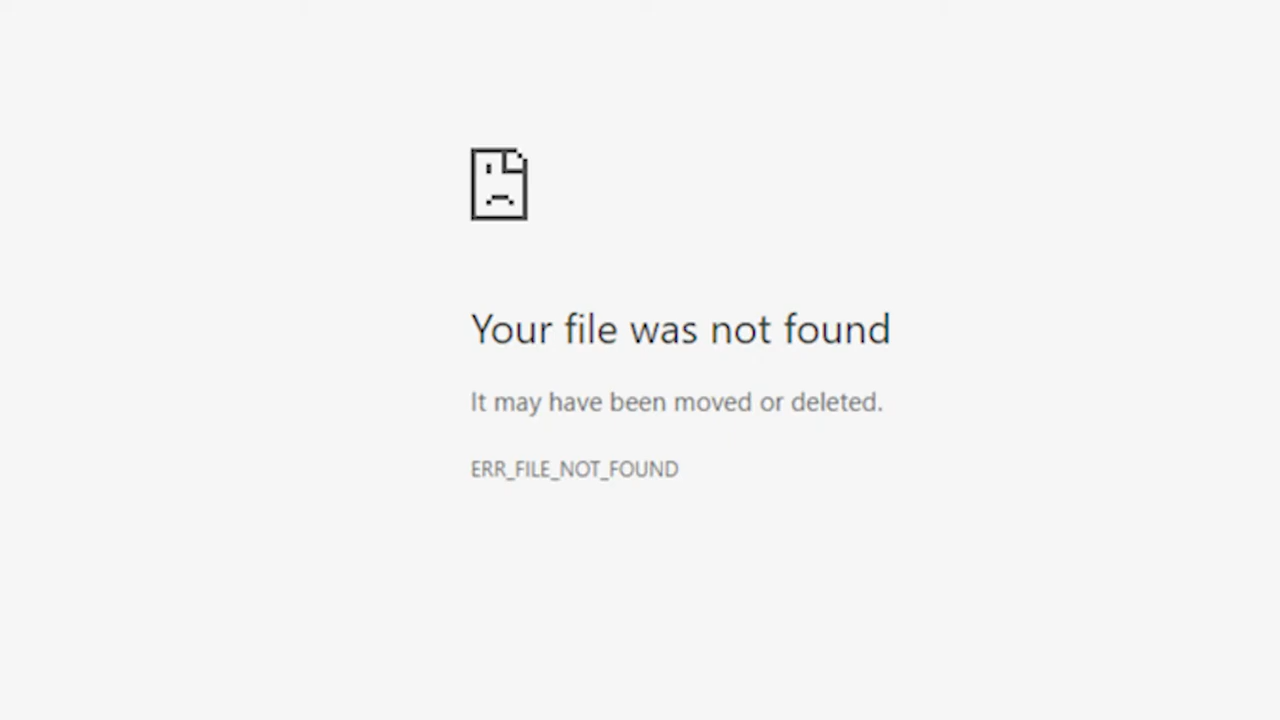 Your file was not found
It may have been moved or deleted.
ERR_FILE_NOT_FOUND